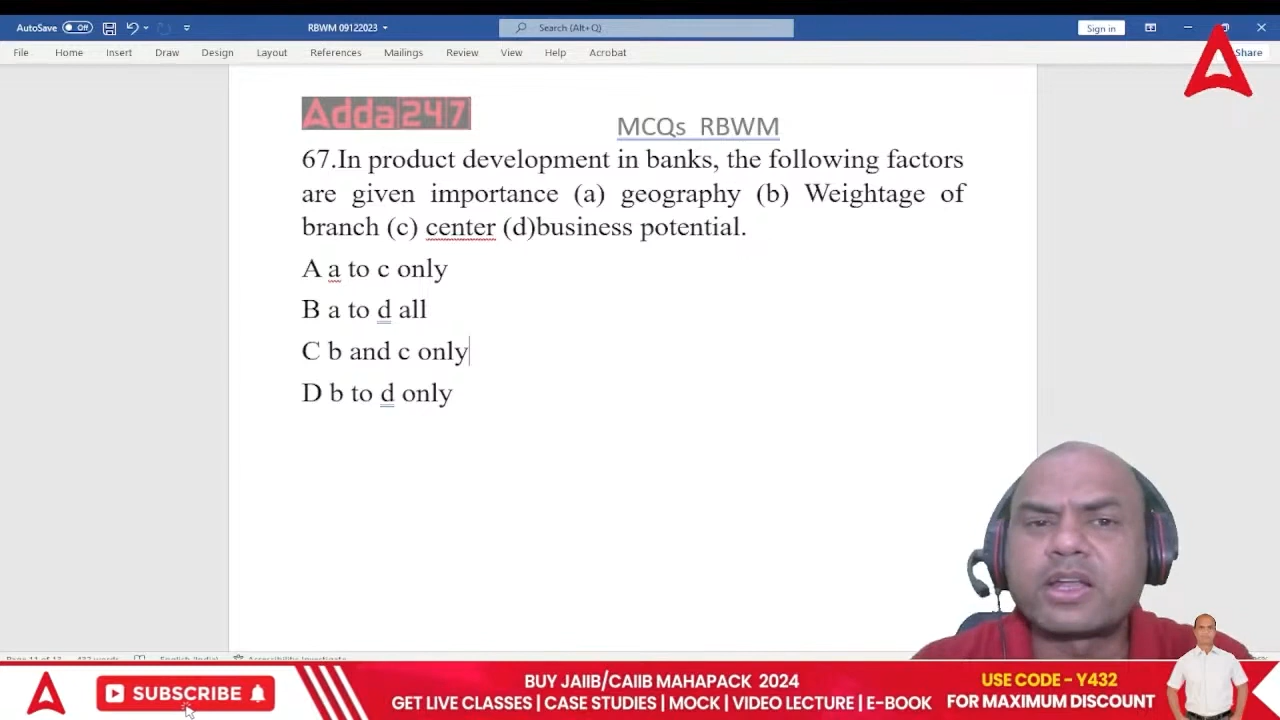 AutoSave Off
RBWM 09122023
Search (Alt+Q)
Sign in
File Home Insert Draw Design Layout References Mailings Review View Help Acrobat
Share
Adda 247
MCQs RBWM
67.In product development in banks, the following factors
are given importance (a) geography (b) Weightage of
branch (c) center (d)business potential.
A a to c only
B a to d all
C b and c only
D b to d only
SUBSCRIBE
BUY JAIIB/CAIIB MAHAPACK 2024
GET LIVE CLASSES | CASE STUDIES | MOCK | VIDEO LECTURE | E-BOOK
USE CODE - Y432
FOR MAXIMUM DISCOUNT